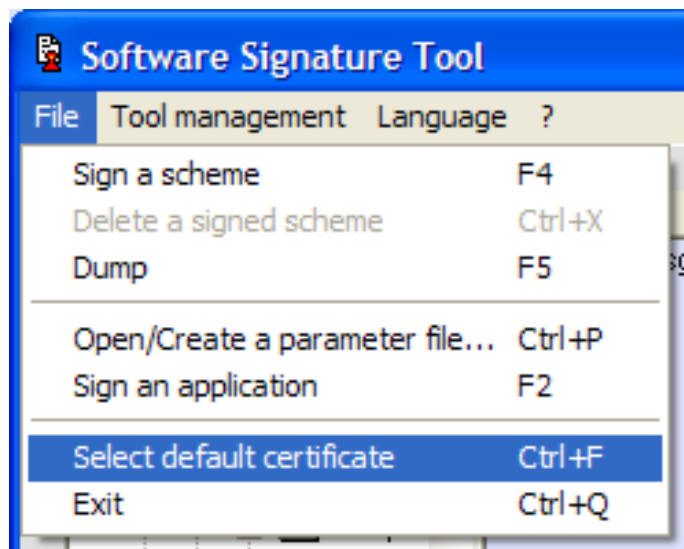 Software Signature Tool
File Tool management Language ?
Sign a scheme F4
Delete a signed scheme Ctrl+X
Dump F5
Open/Create a parameter file... Ctrl+P
Sign an application F2
Select default certificate Ctrl+F
Exit Ctrl+Q